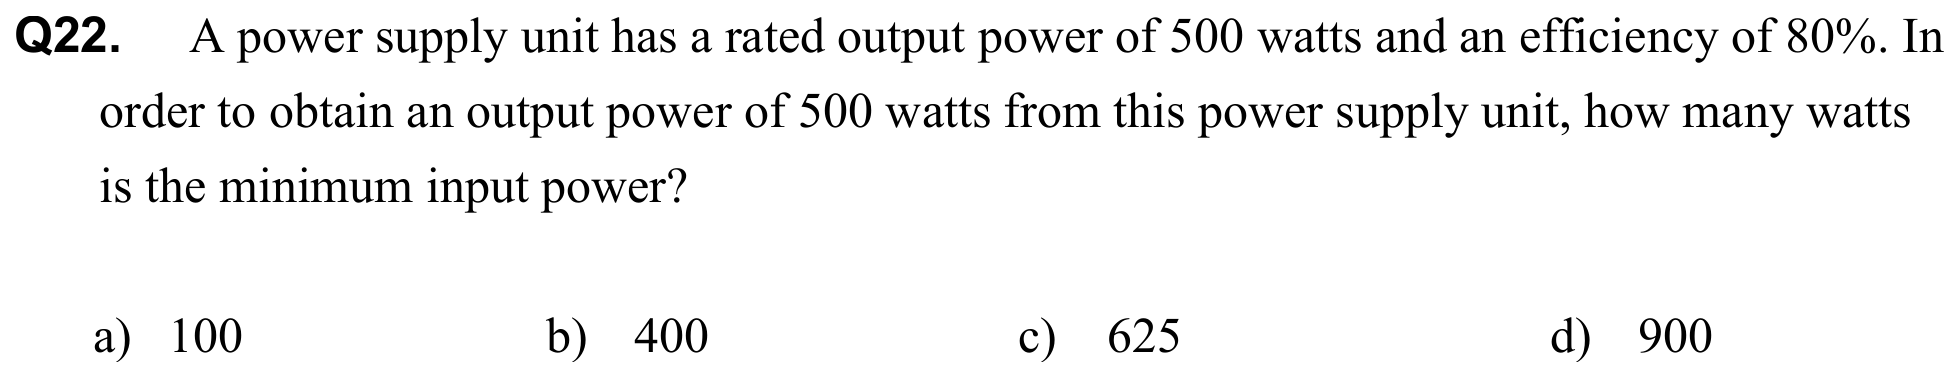 Q22. A power supply unit has a rated output power of 500 watts and an efficiency of 80%. In
order to obtain an output power of 500 watts from this power supply unit, how many watts
is the minimum input power?
a) 100 b) 400 c) 625 d) 900